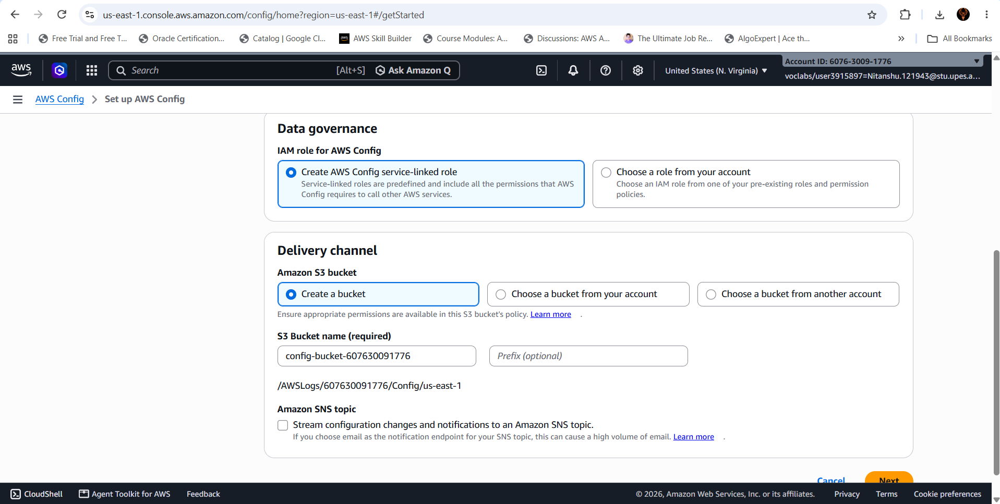 us-east-1.console.aws.amazon.com/config/home?region=us-east-1#/getStarted
Free Trial and Free T...
Oracle Certification...
Catalog | Google Cl...
aws
AWS Skill Builder
Course Modules: A...
Discussions: AWS A...
The Ultimate Job Re...
AlgoExpert | Ace th...
»
All Bookmarks
aws
Search
[Alt+S]
Ask Amazon Q
United States (N. Virginia)
Account ID: 6076-3009-1776
voclabs/user3915897=Nitanshu.121943@stu.upes.a...
AWS Config
Set up AWS Config
Data governance
IAM role for AWS Config
Create AWS Config service-linked role
Service-linked roles are predefined and include all the permissions that AWS
Config requires to call other AWS services.
Choose a role from your account
Choose an IAM role from one of your pre-existing roles and permission
policies.
Delivery channel
Amazon S3 bucket
Create a bucket
Choose a bucket from your account
Choose a bucket from another account
Ensure appropriate permissions are available in this S3 bucket's policy. Learn more .
S3 Bucket name (required)
config-bucket-607630091776
Prefix (optional)
/AWSLogs/607630091776/Config/us-east-1
Amazon SNS topic
Stream configuration changes and notifications to an Amazon SNS topic.
If you choose email as the notification endpoint for your SNS topic, this can cause a high volume of email. Learn more .
Cancel
Next
CloudShell
Agent Toolkit for AWS
Feedback
© 2026, Amazon Web Services, Inc. or its affiliates.
Privacy
Terms
Cookie preferences